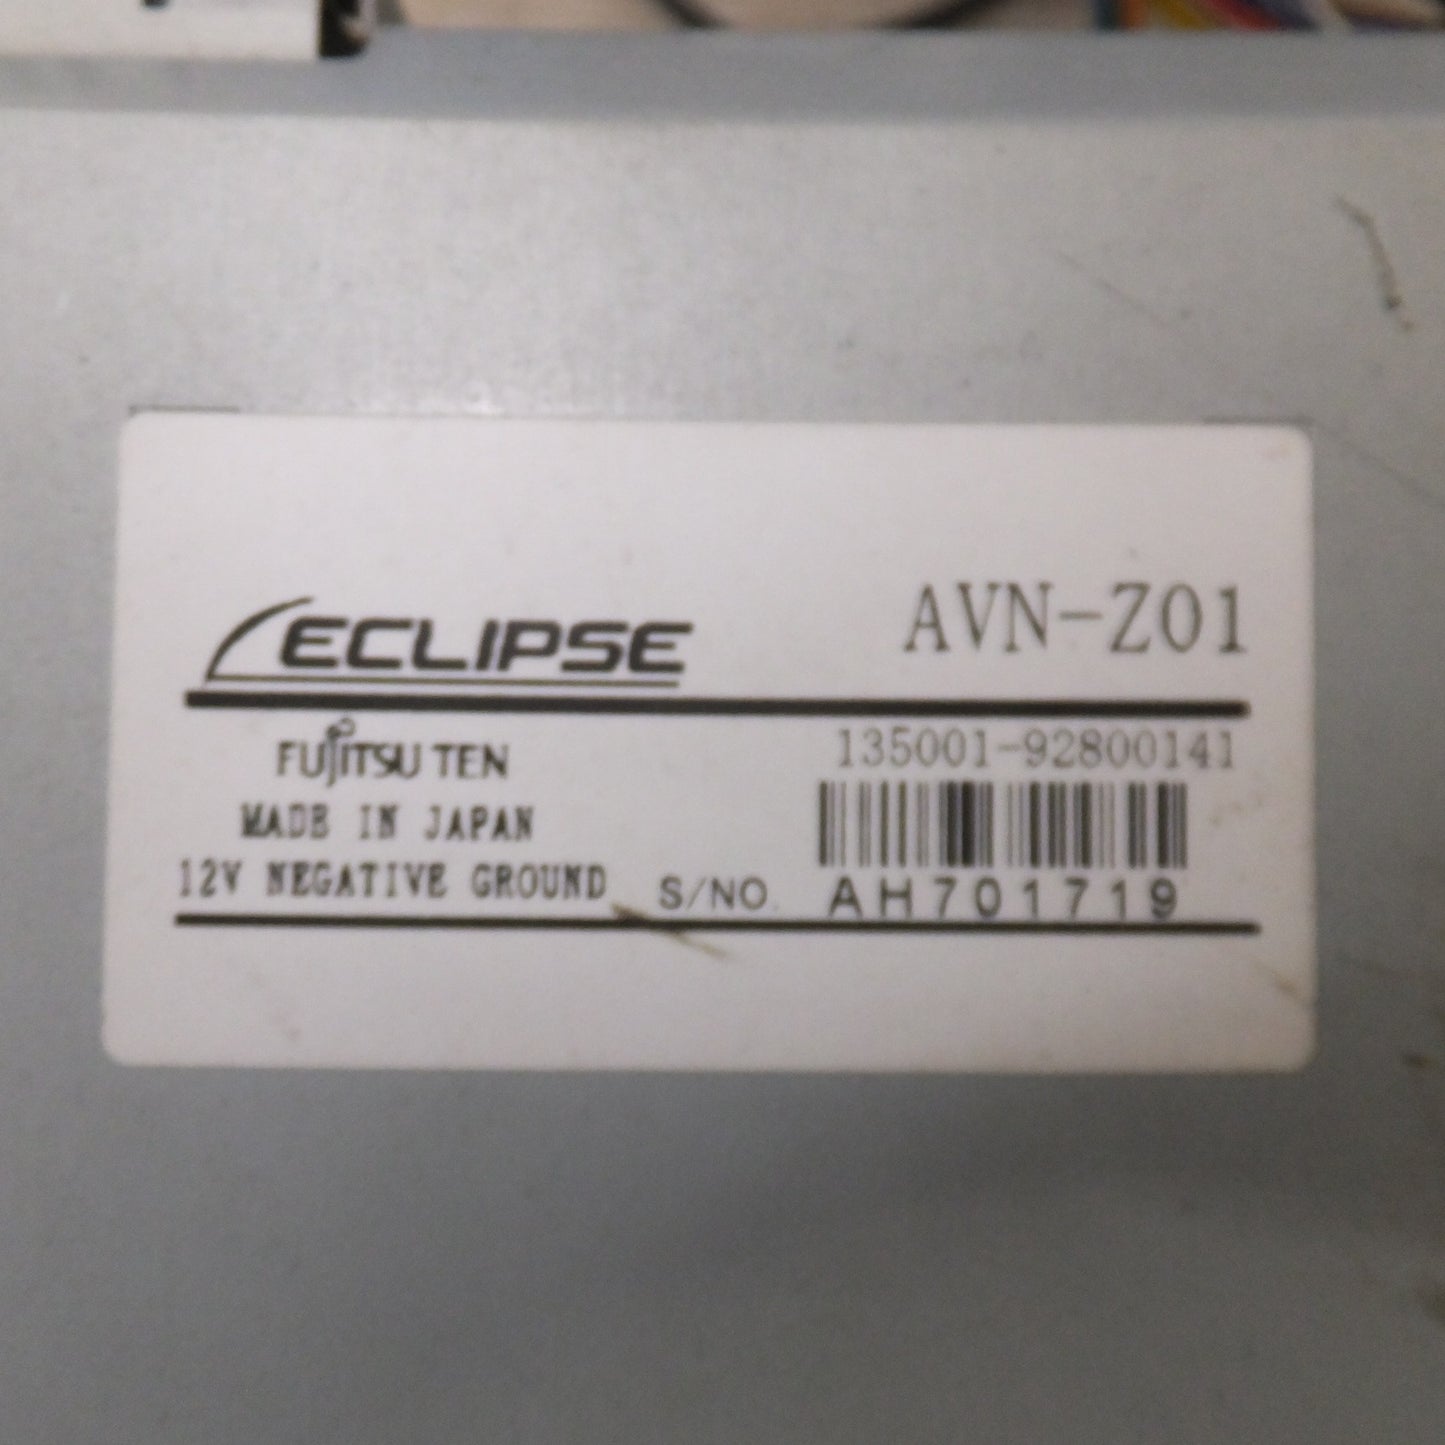 ECLIPSE AVN-Z01
FUJITSU TEN 135001-92800141
MADE IN JAPAN
12V NEGATIVE GROUND S/NO. AH701719